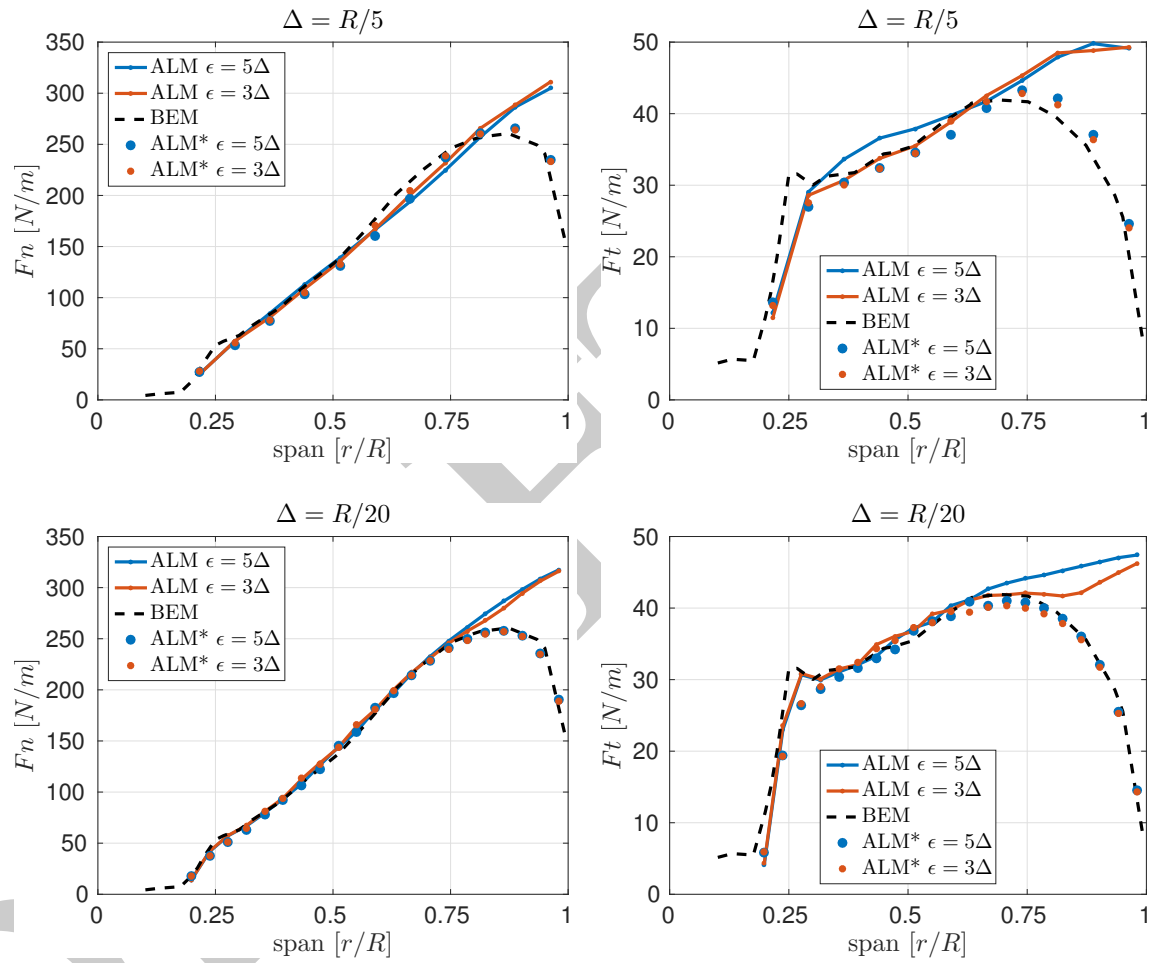 Δ = R/5
350
300
250
200
150
100
50
0
Fn [N/m]
ALM ϵ = 5Δ
ALM ϵ = 3Δ
BEM
ALM* ϵ = 5Δ
ALM* ϵ = 3Δ
0 0.25 0.5 0.75 1
span [r/R]
Δ = R/5
50
40
30
20
10
0
Ft [N/m]
ALM ϵ = 5Δ
ALM ϵ = 3Δ
BEM
ALM* ϵ = 5Δ
ALM* ϵ = 3Δ
0 0.25 0.5 0.75 1
span [r/R]
Δ = R/20
350
300
250
200
150
100
50
0
Fn [N/m]
ALM ϵ = 5Δ
ALM ϵ = 3Δ
BEM
ALM* ϵ = 5Δ
ALM* ϵ = 3Δ
0 0.25 0.5 0.75 1
span [r/R]
Δ = R/20
50
40
30
20
10
0
Ft [N/m]
ALM ϵ = 5Δ
ALM ϵ = 3Δ
BEM
ALM* ϵ = 5Δ
ALM* ϵ = 3Δ
0 0.25 0.5 0.75 1
span [r/R]